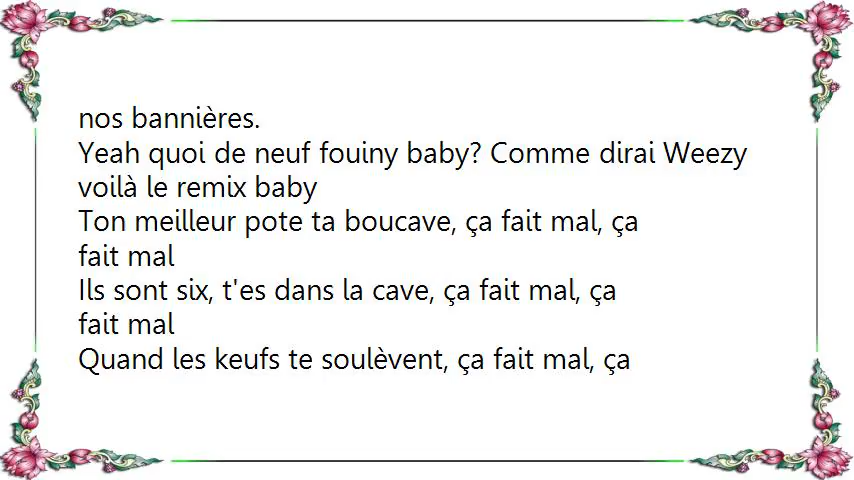 nos bannières.
Yeah quoi de neuf fouiny baby? Comme dirai Weezy
voilà le remix baby
Ton meilleur pote ta boucave, ça fait mal, ça
fait mal
Ils sont six, t'es dans la cave, ça fait mal, ça
fait mal
Quand les keufs te soulèvent, ça fait mal, ça